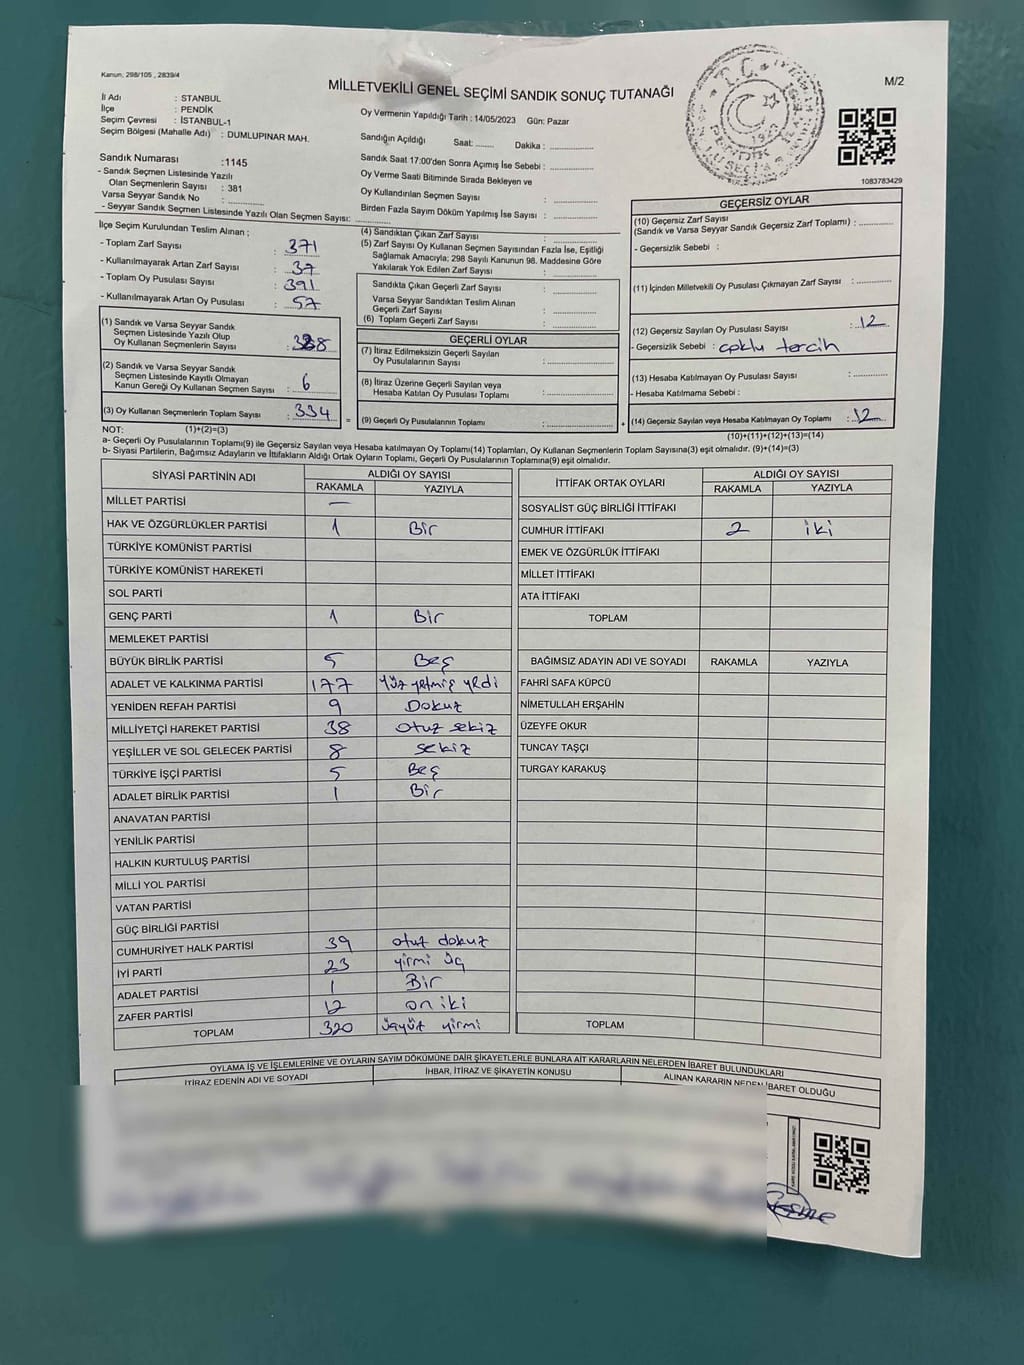 Kanun; 298/105 , 2839/4
MİLLETVEKİLİ GENEL SEÇİMİ SANDIK SONUÇ TUTANAĞI
M/2
İl Adı : STANBUL
İlçe : PENDİK
Seçim Çevresi : İSTANBUL-1
Seçim Bölgesi (Mahalle Adı) : DUMLUPINAR MAH.
Sandık Numarası : 1145
- Sandık Seçmen Listesinde Yazılı
Olan Seçmenlerin Sayısı : 381
Varsa Seyyar Sandık No :
- Seyyar Sandık Seçmen Listesinde Yazılı Olan Seçmen Sayısı:
Oy Vermenin Yapıldığı Tarih : 14/05/2023 Gün: Pazar
Sandığın Açıldığı Saat: Dakika :
Sandık Saat 17:00'den Sonra Açımış İse Sebebi :
Oy Verme Saati Bitiminde Sırada Bekleyen ve
Oy Kullandırılan Seçmen Sayısı :
Birden Fazla Sayım Döküm Yapılmış İse Sayısı :
T.C.
PENDİK
1083783429
İlçe Seçim Kurulundan Teslim Alınan ;
- Toplam Zarf Sayısı : 371
- Kullanılmayarak Artan Zarf Sayısı : 37
- Toplam Oy Pusulası Sayısı : 391
- Kullanılmayarak Artan Oy Pusulası : 57
(1) Sandık ve Varsa Seyyar Sandık
Seçmen Listesinde Yazılı Olup
Oy Kullanan Seçmenlerin Sayısı :
(2) Sandık ve Varsa Seyyar Sandık
Seçmen Listesinde Kayıtlı Olmayan
Kanun Gereği Oy Kullanan Seçmen Sayısı : 6
(3) Oy Kullanan Seçmenlerin Toplam Sayısı : 334
(4) Sandıktan Çıkan Zarf Sayısı :
(5) Zarf Sayısı Oy Kullanan Seçmen Sayısından Fazla İse, Eşitliği
Sağlamak Amacıyla; 298 Sayılı Kanunun 98. Maddesine Göre
Yakılarak Yok Edilen Zarf Sayısı :
Sandıkta Çıkan Geçerli Zarf Sayısı :
Varsa Seyyar Sandıktan Teslim Alınan
Geçerli Zarf Sayısı :
(6) Toplam Geçerli Zarf Sayısı :
GEÇERLİ OYLAR
(7) İtiraz Edilmeksizin Geçerli Sayılan
Oy Pusulalarının Sayısı :
(8) İtiraz Üzerine Geçerli Sayılan veya
Hesaba Katılan Oy Pusulası Toplamı :
= (9) Geçerli Oy Pusulalarının Toplamı :
GEÇERSİZ OYLAR
(10) Geçersiz Zarf Sayısı
(Sandık ve Varsa Seyyar Sandık Geçersiz Zarf Toplamı) :
- Geçersizlik Sebebi :
(11) İçinden Milletvekili Oy Pusulası Çıkmayan Zarf Sayısı :
(12) Geçersiz Sayılan Oy Pusulası Sayısı : 12
- Geçersizlik Sebebi : çoklu tercih
(13) Hesaba Katılmayan Oy Pusulası Sayısı :
- Hesaba Katılmama Sebebi :
+ (14) Geçersiz Sayılan veya Hesaba Katılmayan Oy Toplamı : 12
NOT: (1)+(2)=(3)
(10)+(11)+(12)+(13)=(14)
a- Geçerli Oy Pusulalarının Toplamı(9) ile Geçersiz Sayılan veya Hesaba katılmayan Oy Toplamı(14) Toplamları, Oy Kullanan Seçmenlerin Toplam Sayısına(3) eşit olmalıdır. (9)+(14)=(3)
b- Siyasi Partilerin, Bağımsız Adayların ve İttifakların Aldığı Ortak Oyların Toplamı, Geçerli Oy Pusulalarının Toplamına(9) eşit olmalıdır.
SİYASİ PARTİNİN ADI ALDIĞI OY SAYISI
RAKAMLA YAZIYLA
MİLLET PARTİSİ —
HAK VE ÖZGÜRLÜKLER PARTİSİ 1 Bir
TÜRKİYE KOMÜNİST PARTİSİ
TÜRKİYE KOMÜNİST HAREKETİ
SOL PARTİ
GENÇ PARTİ 1 Bir
MEMLEKET PARTİSİ
BÜYÜK BİRLİK PARTİSİ 5 Beş
ADALET VE KALKINMA PARTİSİ 177 Yüz yetmiş yedi
YENİDEN REFAH PARTİSİ 9 Dokuz
MİLLİYETÇİ HAREKET PARTİSİ 38 otuz sekiz
YEŞİLLER VE SOL GELECEK PARTİSİ 8 sekiz
TÜRKİYE İŞÇİ PARTİSİ 5 Beş
ADALET BİRLİK PARTİSİ 1 Bir
ANAVATAN PARTİSİ
YENİLİK PARTİSİ
HALKIN KURTULUŞ PARTİSİ
MİLLİ YOL PARTİSİ
VATAN PARTİSİ
GÜÇ BİRLİĞİ PARTİSİ
CUMHURİYET HALK PARTİSİ 39 otuz dokuz
İYİ PARTİ 23 yirmi üç
ADALET PARTİSİ 1 Bir
ZAFER PARTİSİ 12 on iki
TOPLAM 320 üçyüz yirmi
İTTİFAK ORTAK OYLARI ALDIĞI OY SAYISI
RAKAMLA YAZIYLA
SOSYALİST GÜÇ BİRLİĞİ İTTİFAKI
CUMHUR İTTİFAKI 2 iki
EMEK VE ÖZGÜRLÜK İTTİFAKI
MİLLET İTTİFAKI
ATA İTTİFAKI
TOPLAM
BAĞIMSIZ ADAYIN ADI VE SOYADI RAKAMLA YAZIYLA
FAHRİ SAFA KÜPCÜ
NİMETULLAH ERŞAHİN
ÜZEYFE OKUR
TUNCAY TAŞÇI
TURGAY KARAKUŞ
TOPLAM
OYLAMA İŞ VE İŞLEMLERİNE VE OYLARIN SAYIM DÖKÜMÜNE DAİR ŞİKAYETLERLE BUNLARA AİT KARARLARIN NELERDEN İBARET BULUNDUKLARI
İTİRAZ EDENİN ADI VE SOYADI İHBAR, İTİRAZ VE ŞİKAYETİN KONUSU ALINAN KARARIN NEDEN İBARET OLDUĞU